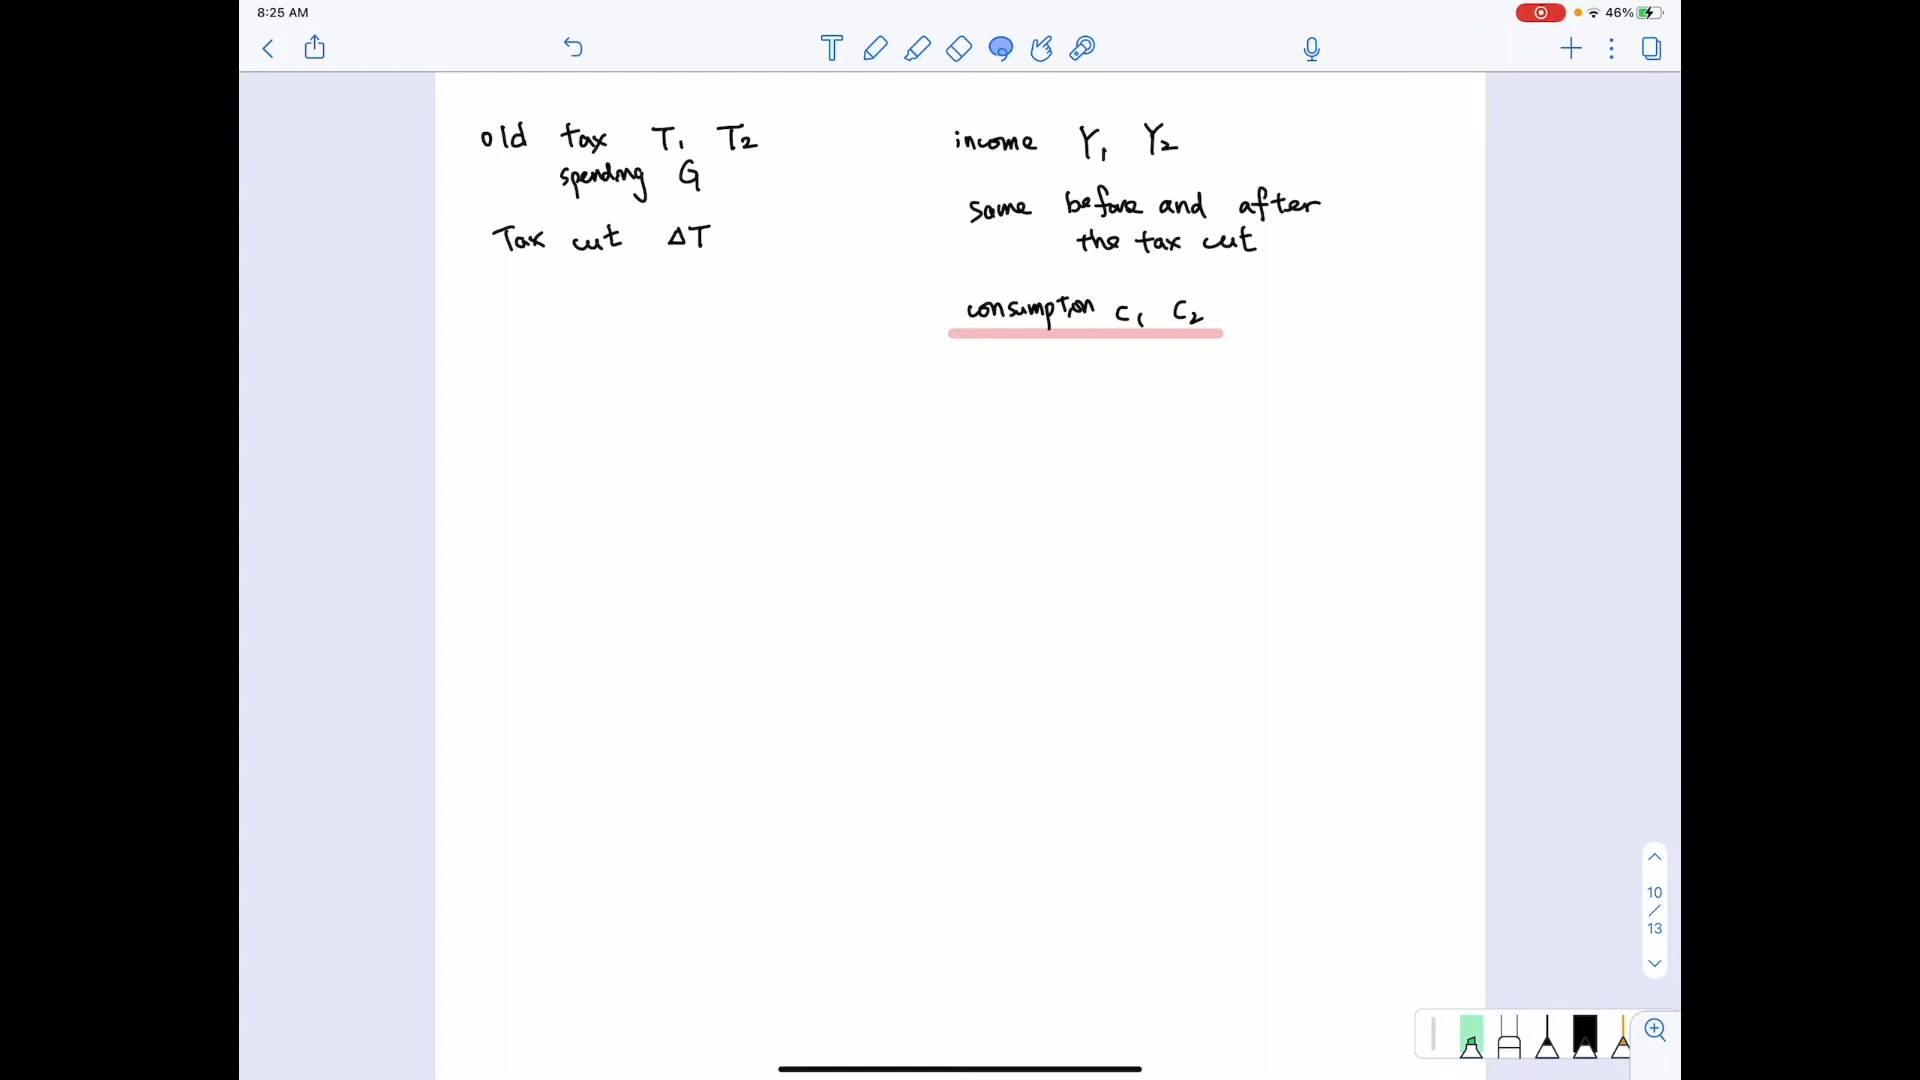 8:25 AM
46%
old tax T₁ T₂
spending G
Tax cut ΔT
income Y₁ Y₂
same before and after
the tax cut
consumption C₁ C₂
10
/
13